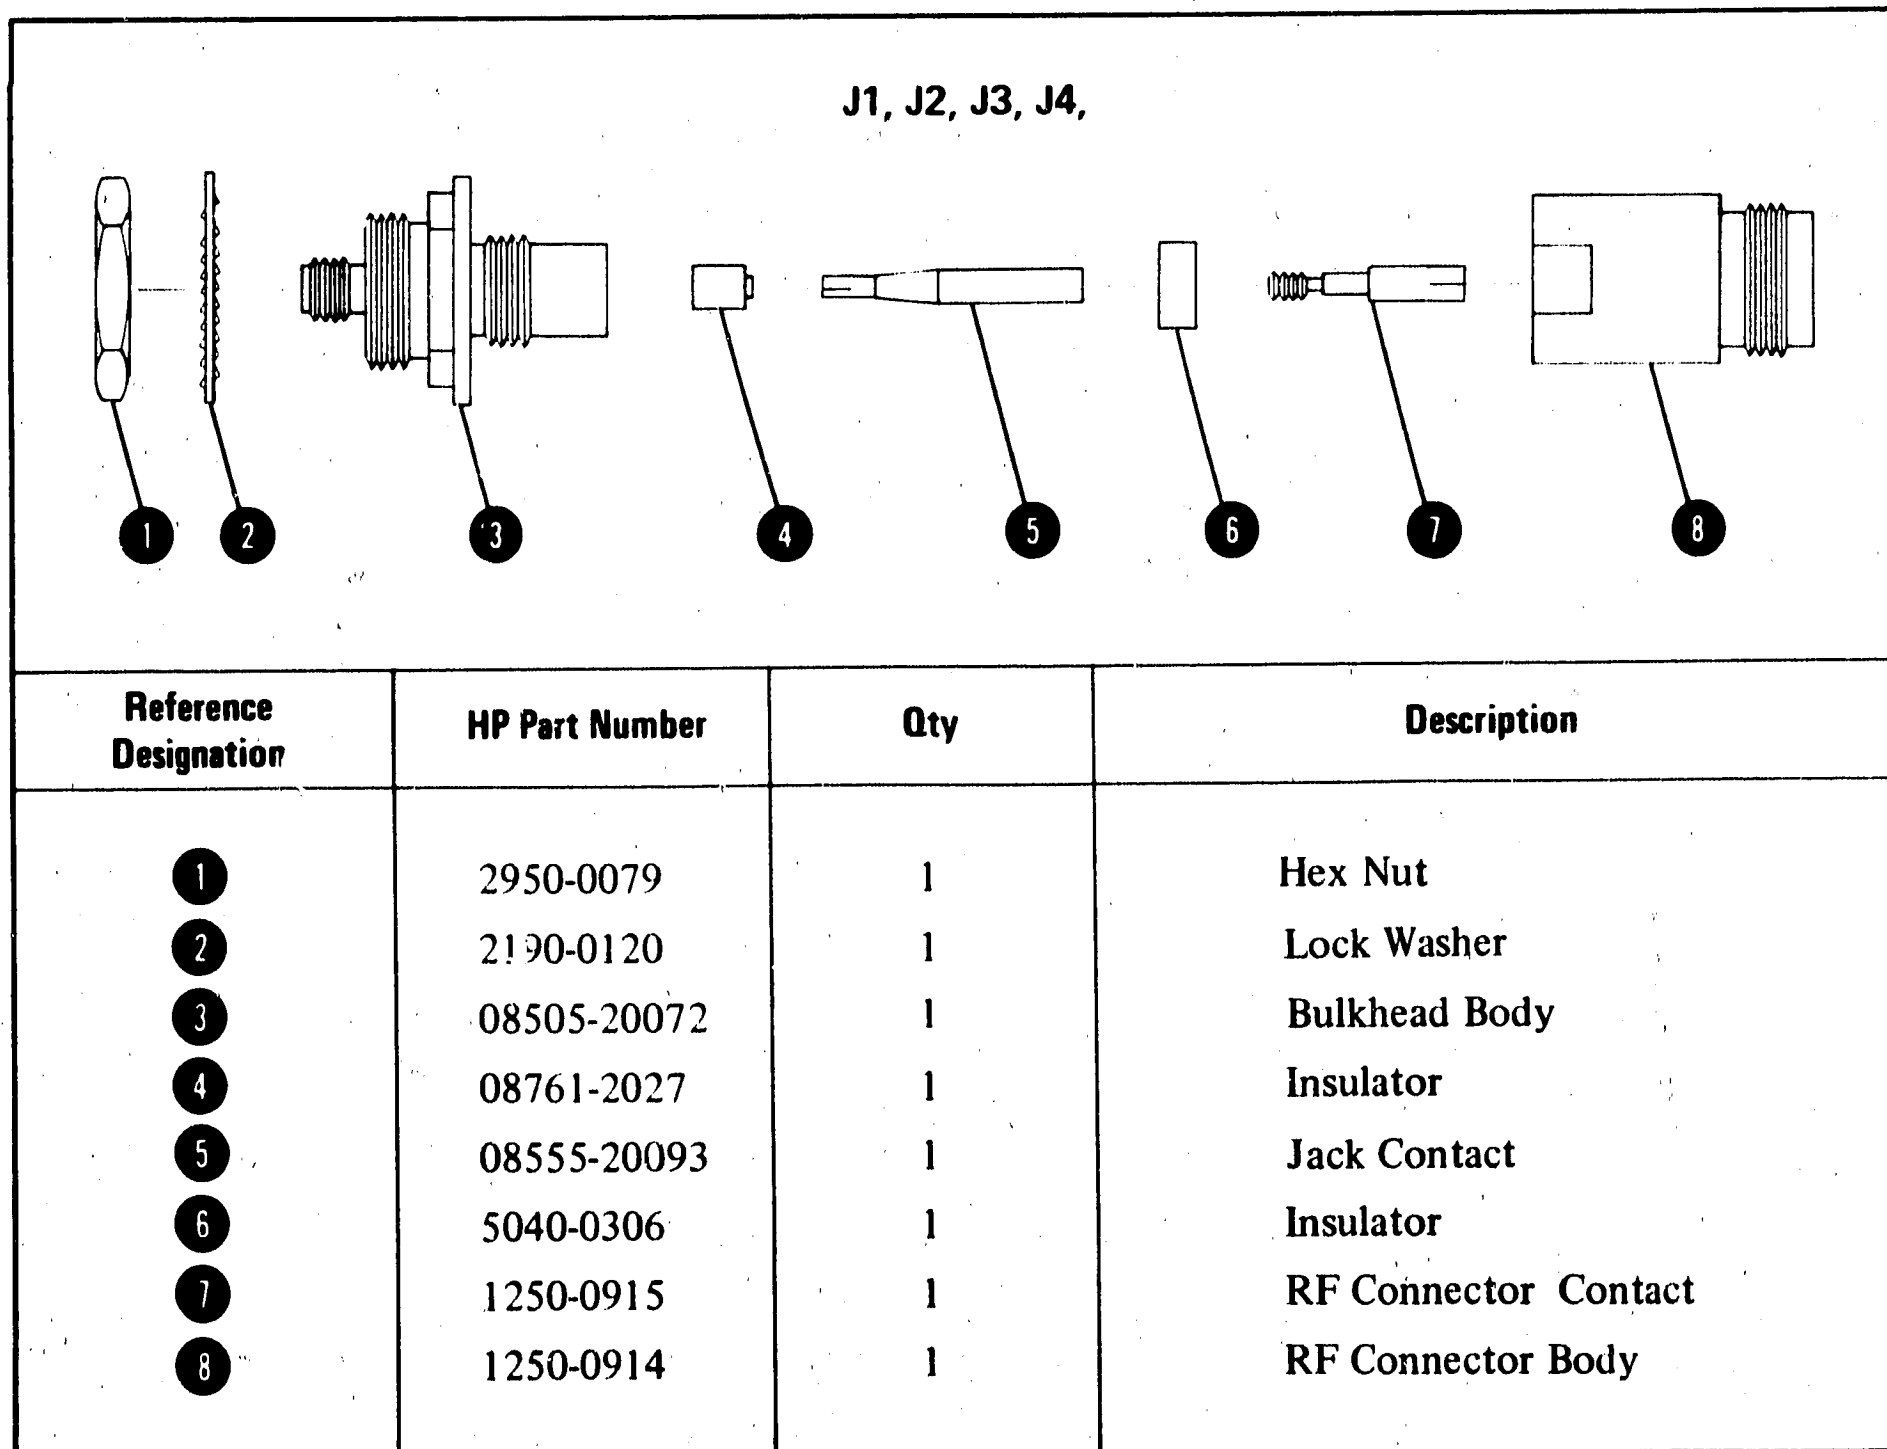 J1, J2, J3, J4,
1 2 3 4 5 6 7 8
Reference Designation HP Part Number Qty Description
1 2950-0079 1 Hex Nut
2 2190-0120 1 Lock Washer
3 08505-20072 1 Bulkhead Body
4 08761-2027 1 Insulator
5 08555-20093 1 Jack Contact
6 5040-0306 1 Insulator
7 1250-0915 1 RF Connector Contact
8 1250-0914 1 RF Connector Body